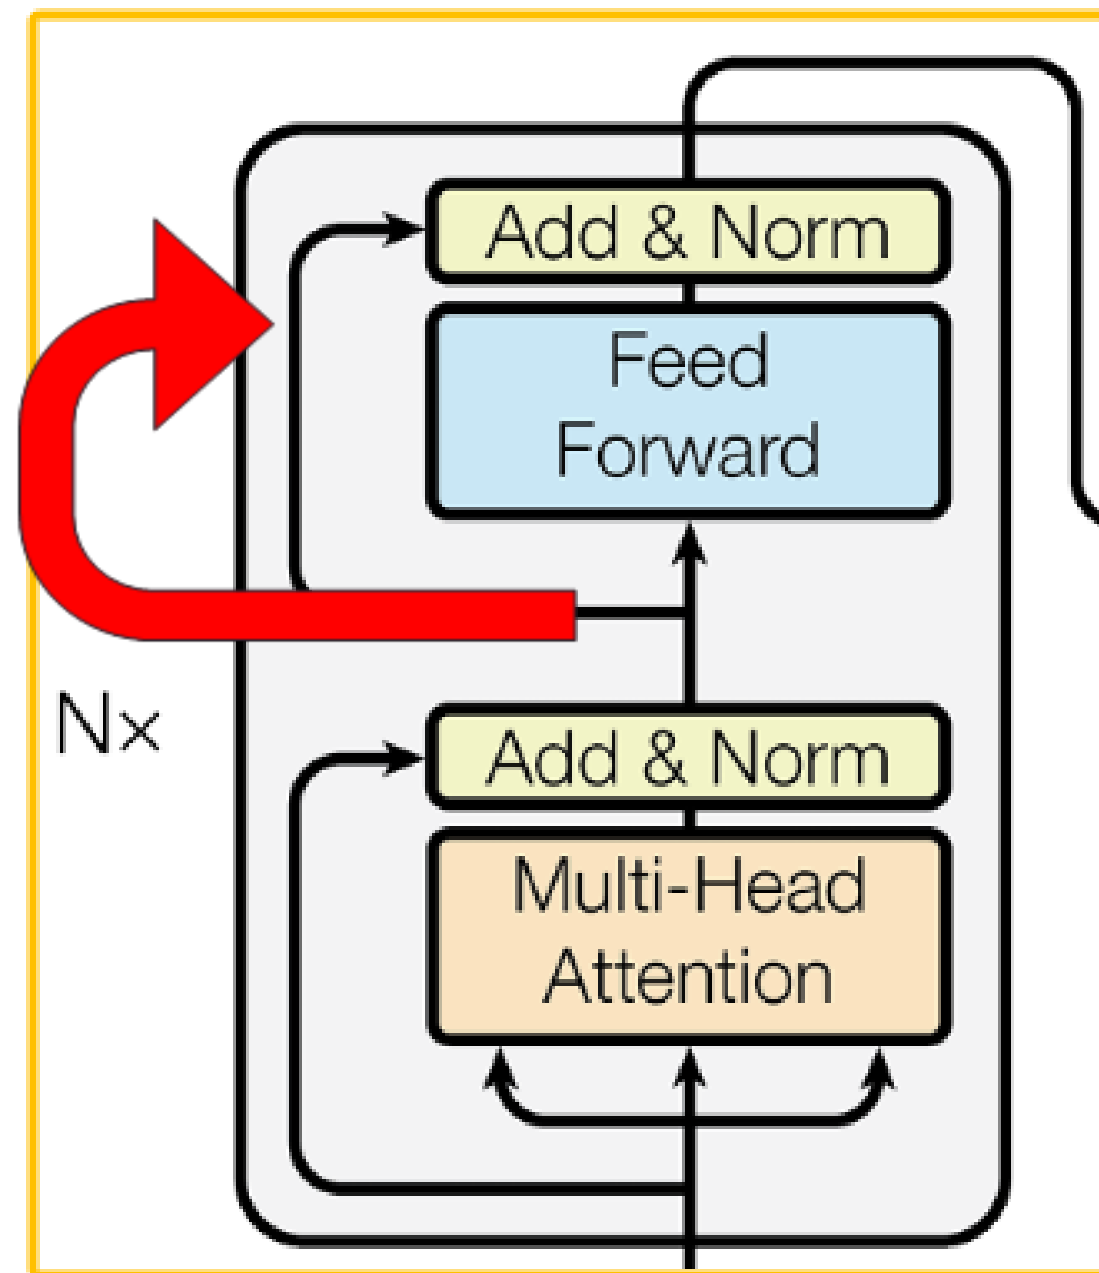 Add & Norm
Feed
Forward
Nx
Add & Norm
Multi-Head
Attention